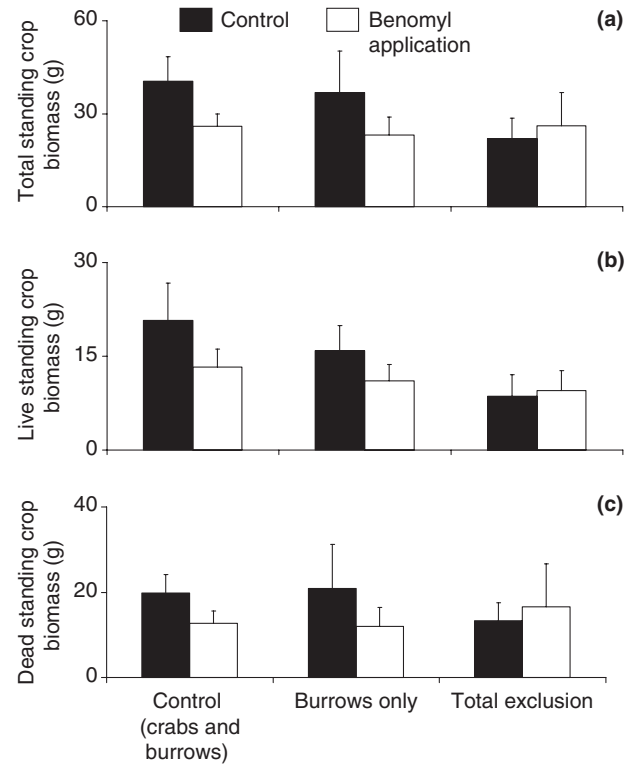 Control
Benomyl
application
(a)
Total standing crop
biomass (g)
60
30
0
(b)
Live standing crop
biomass (g)
30
15
0
(c)
Dead standing crop
biomass (g)
40
20
0
Control
(crabs and
burrows)
Burrows only
Total exclusion